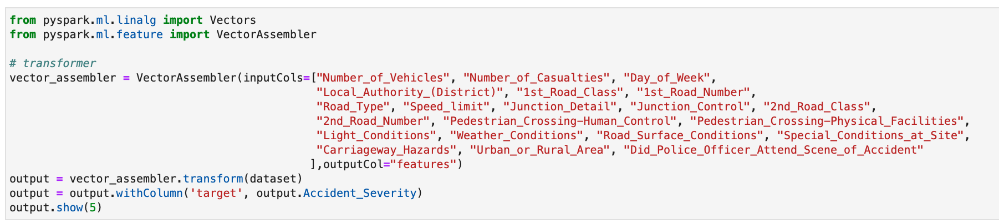 from pyspark.ml.linalg import Vectors
from pyspark.ml.feature import VectorAssembler
# transformer
vector_assembler = VectorAssembler(inputCols=["Number_of_Vehicles", "Number_of_Casualties", "Day_of_Week",
"Local_Authority_(District)", "1st_Road_Class", "1st_Road_Number",
"Road_Type", "Speed_limit", "Junction_Detail", "Junction_Control", "2nd_Road_Class",
"2nd_Road_Number", "Pedestrian_Crossing-Human_Control", "Pedestrian_Crossing-Physical_Facilities",
"Light_Conditions", "Weather_Conditions", "Road_Surface_Conditions", "Special_Conditions_at_Site",
"Carriageway_Hazards", "Urban_or_Rural_Area", "Did_Police_Officer_Attend_Scene_of_Accident"
],outputCol="features")
output = vector_assembler.transform(dataset)
output = output.withColumn('target', output.Accident_Severity)
output.show(5)